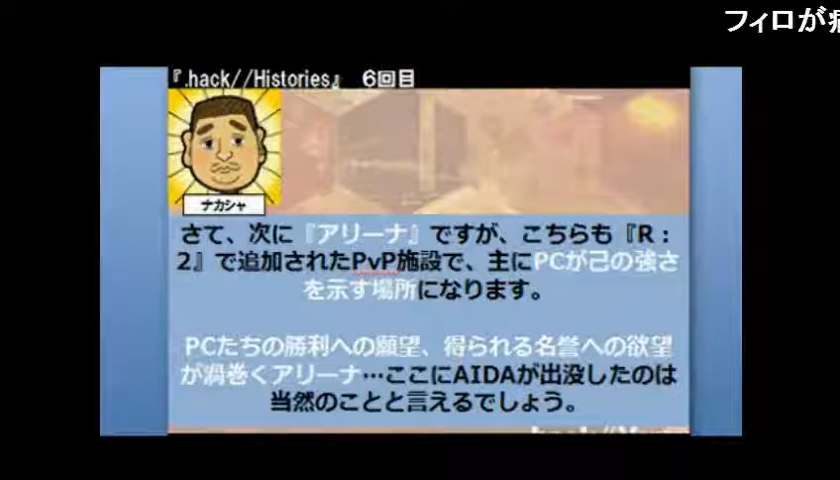 フィロが
『.hack//Histories』 6回目
ナカシャ
さて、次に『アリーナ』ですが、こちらも『R：
2』で追加されたPvP施設で、主にPCが己の強さ
を示す場所になります。
PCたちの勝利への願望、得られる名誉への欲望
が渦巻くアリーナ…ここにAIDAが出没したのは
当然のことと言えるでしょう。